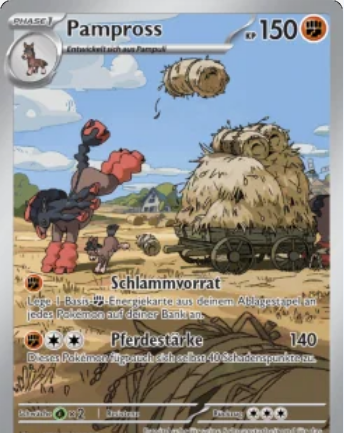 PHASE 1
Pampross
KP 150
Entwickelt sich aus Pampuli
Schlammvorrat
Lege 1 Basis-Energiekarte aus deinem Ablagestapel an
jedes Pokémon auf deiner Bank an.
Pferdestärke 140
Dieses Pokémon fügt auch sich selbst 40 Schadenspunkte zu.
Schwäche ×2 Resistenz Rückzug